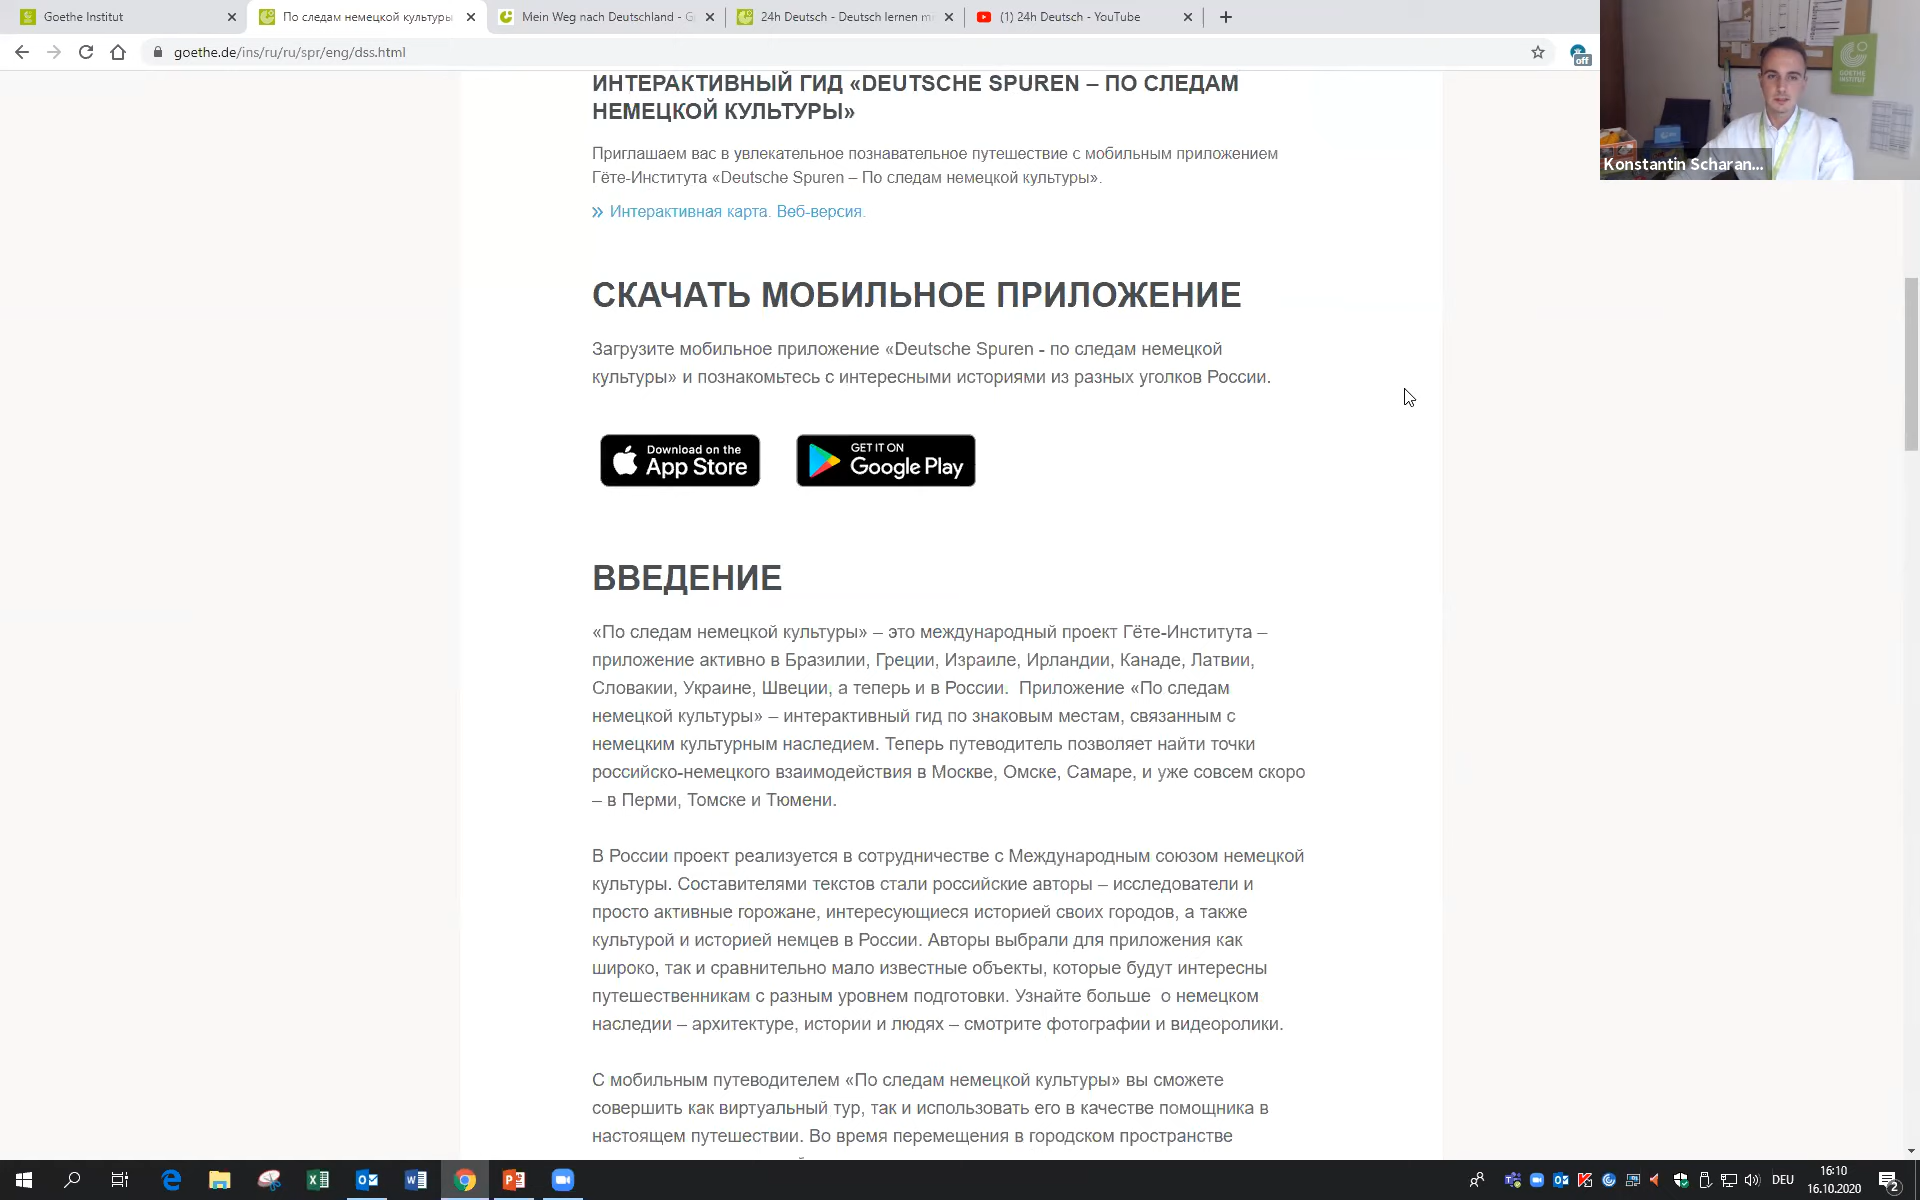 Goethe Institut
По следам немецкой культуры
Mein Weg nach Deutschland - G
24h Deutsch - Deutsch lernen m
(1) 24h Deutsch - YouTube
goethe.de/ins/ru/ru/spr/eng/dss.html
off
GOETHE
INSTITUT
Konstantin Scharan...
ИНТЕРАКТИВНЫЙ ГИД «DEUTSCHE SPUREN – ПО СЛЕДАМ
НЕМЕЦКОЙ КУЛЬТУРЫ»
Приглашаем вас в увлекательное познавательное путешествие с мобильным приложением
Гёте-Института «Deutsche Spuren – По следам немецкой культуры».
Интерактивная карта. Веб-версия.
СКАЧАТЬ МОБИЛЬНОЕ ПРИЛОЖЕНИЕ
Загрузите мобильное приложение «Deutsche Spuren - по следам немецкой
культуры» и познакомьтесь с интересными историями из разных уголков России.
Download on the
App Store
GET IT ON
Google Play
ВВЕДЕНИЕ
«По следам немецкой культуры» – это международный проект Гёте-Института –
приложение активно в Бразилии, Греции, Израиле, Ирландии, Канаде, Латвии,
Словакии, Украине, Швеции, а теперь и в России.  Приложение «По следам
немецкой культуры» – интерактивный гид по знаковым местам, связанным с
немецким культурным наследием. Теперь путеводитель позволяет найти точки
российско-немецкого взаимодействия в Москве, Омске, Самаре, и уже совсем скоро
– в Перми, Томске и Тюмени.
В России проект реализуется в сотрудничестве с Международным союзом немецкой
культуры. Составителями текстов стали российские авторы – исследователи и
просто активные горожане, интересующиеся историей своих городов, а также
культурой и историей немцев в России. Авторы выбрали для приложения как
широко, так и сравнительно мало известные объекты, которые будут интересны
путешественникам с разным уровнем подготовки. Узнайте больше  о немецком
наследии – архитектуре, истории и людях – смотрите фотографии и видеоролики.
С мобильным путеводителем «По следам немецкой культуры» вы сможете
совершить как виртуальный тур, так и использовать его в качестве помощника в
настоящем путешествии. Во время перемещения в городском пространстве
DEU
16:10
16.10.2020
2